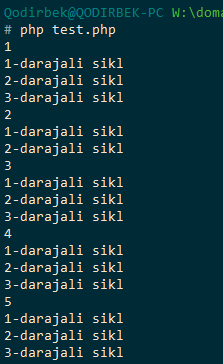 Qodirbek@QODIRBEK-PC W:\doma
# php test.php
1
1-darajali sikl
2-darajali sikl
3-darajali sikl
2
1-darajali sikl
2-darajali sikl
3
1-darajali sikl
2-darajali sikl
3-darajali sikl
4
1-darajali sikl
2-darajali sikl
3-darajali sikl
5
1-darajali sikl
2-darajali sikl
3-darajali sikl